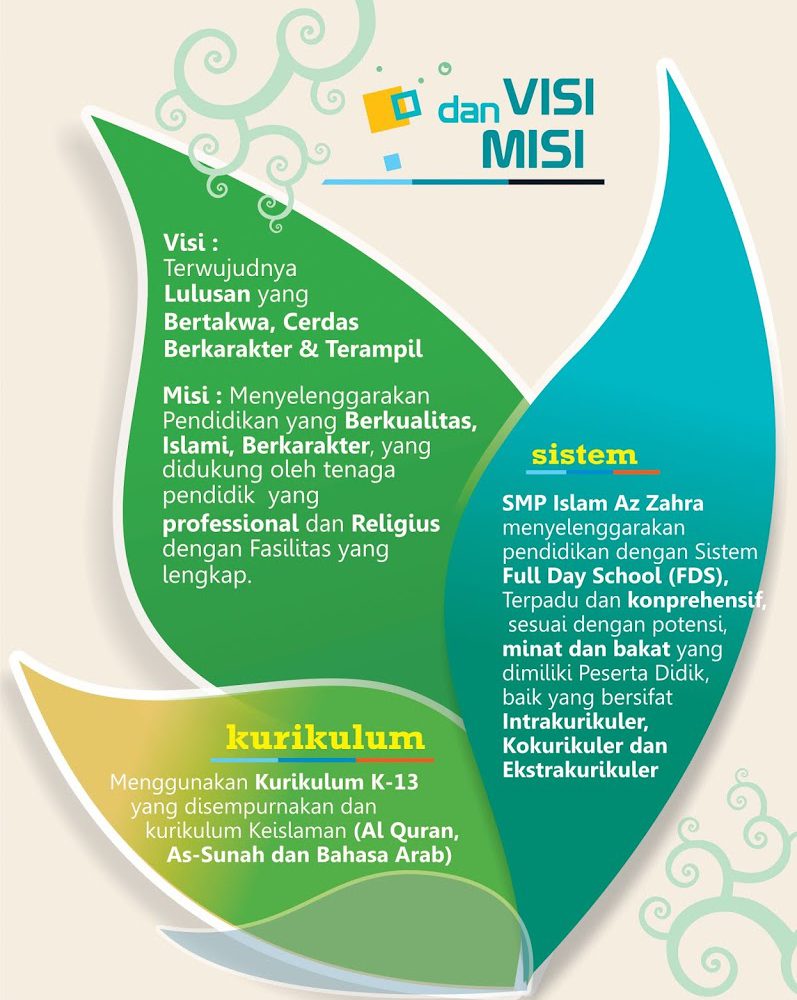 dan VISI
MISI
Visi :
Terwujudnya
Lulusan yang
Bertakwa, Cerdas
Berkarakter & Terampil
Misi : Menyelenggarakan
Pendidikan yang Berkualitas,
Islami, Berkarakter, yang
didukung oleh tenaga
pendidik yang
professional dan Religius
dengan Fasilitas yang
lengkap.
sistem
SMP Islam Az Zahra
menyelenggarakan
pendidikan dengan Sistem
Full Day School (FDS),
Terpadu dan konprehensif,
sesuai dengan potensi,
minat dan bakat yang
dimiliki Peserta Didik,
baik yang bersifat
Intrakurikuler,
Kokurikuler dan
Ekstrakurikuler
kurikulum
Menggunakan Kurikulum K-13
yang disempurnakan dan
kurikulum Keislaman (Al Quran,
As-Sunah dan Bahasa Arab)